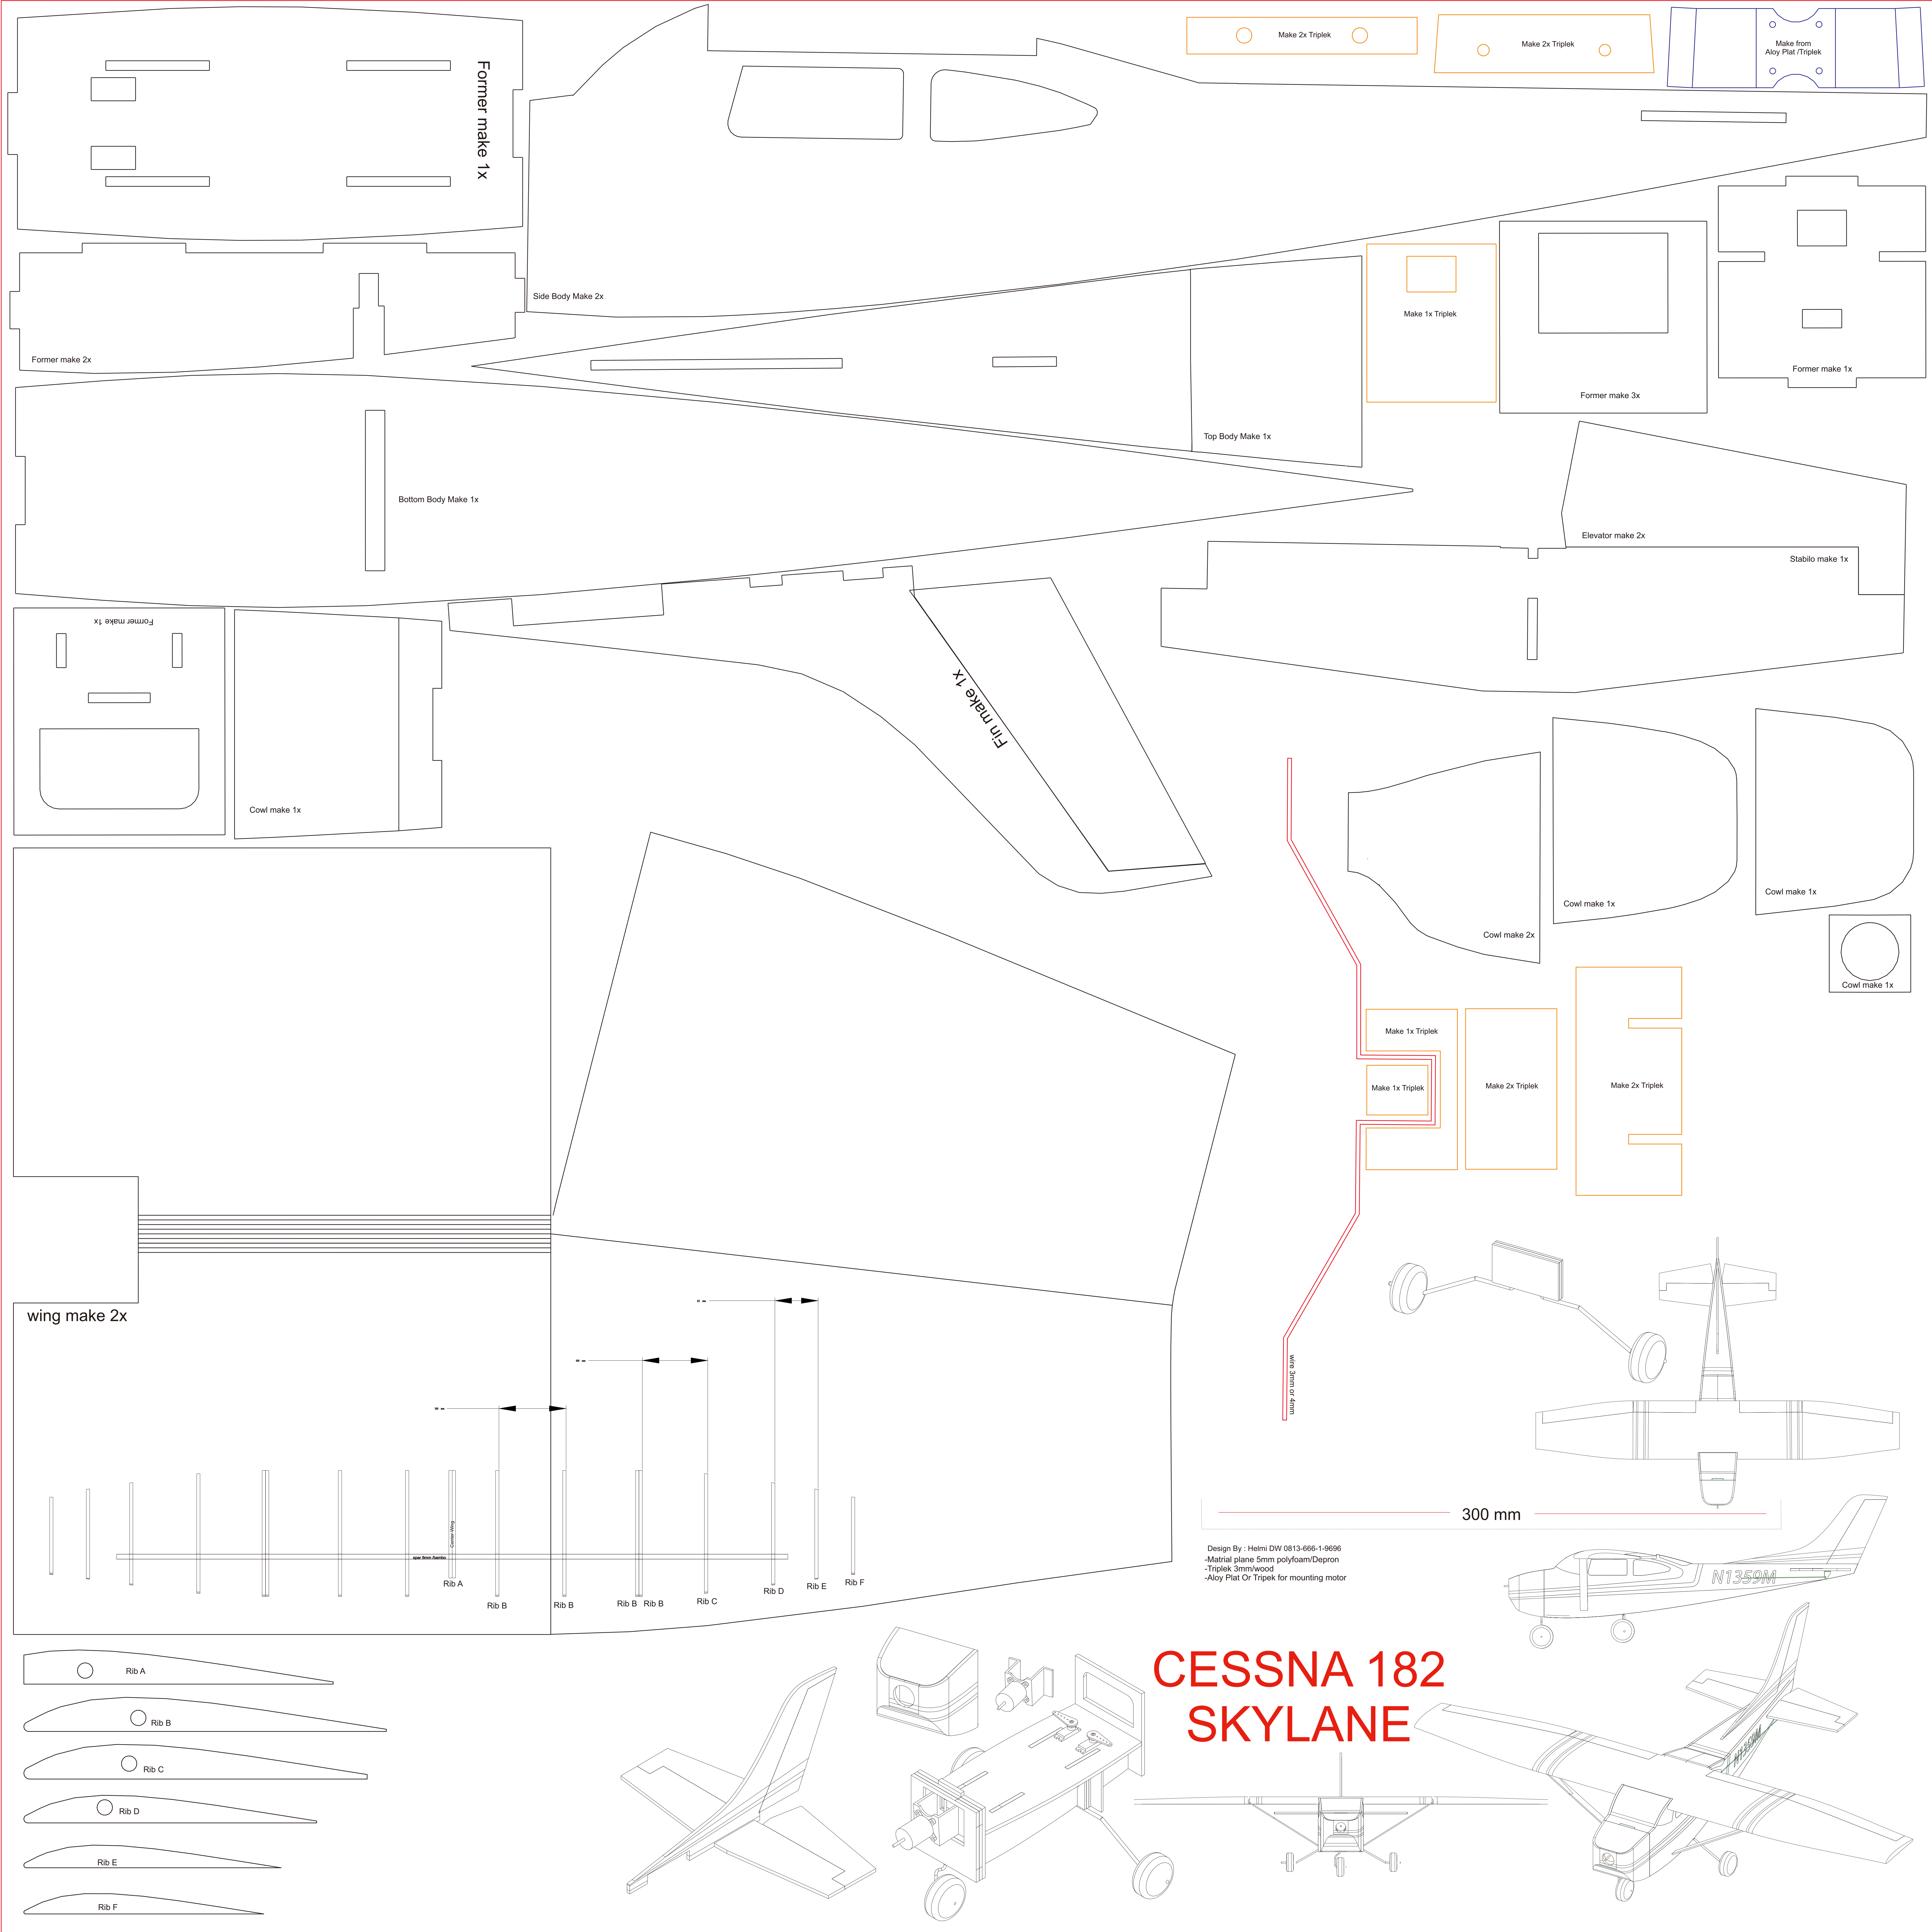 Former make 1x
Make 2x Triplek
Make 2x Triplek
Make from
Aloy Plat /Triplek
Side Body Make 2x
Former make 2x
Make 1x Triplek
Former make 3x
Former make 1x
Top Body Make 1x
Bottom Body Make 1x
Elevator make 2x
Stabilo make 1x
Former make 1x
Cowl make 1x
Fin make 1x
Cowl make 2x
Cowl make 1x
Cowl make 1x
Cowl make 1x
Make 1x Triplek
Make 1x Triplek
Make 2x Triplek
Make 2x Triplek
wing make 2x
wire 3mm or 4mm
Center Wing
spar 8mm /bambo
Rib A
Rib B
Rib B
Rib B
Rib B
Rib C
Rib D
Rib E
Rib F
300 mm
Design By : Helmi DW 0813-666-1-9696
-Matrial plane 5mm polyfoam/Depron
-Triplek 3mm/wood
-Aloy Plat Or Tripek for mounting motor
N1359M
Rib A
Rib B
Rib C
Rib D
Rib E
Rib F
CESSNA 182
SKYLANE
N1359M